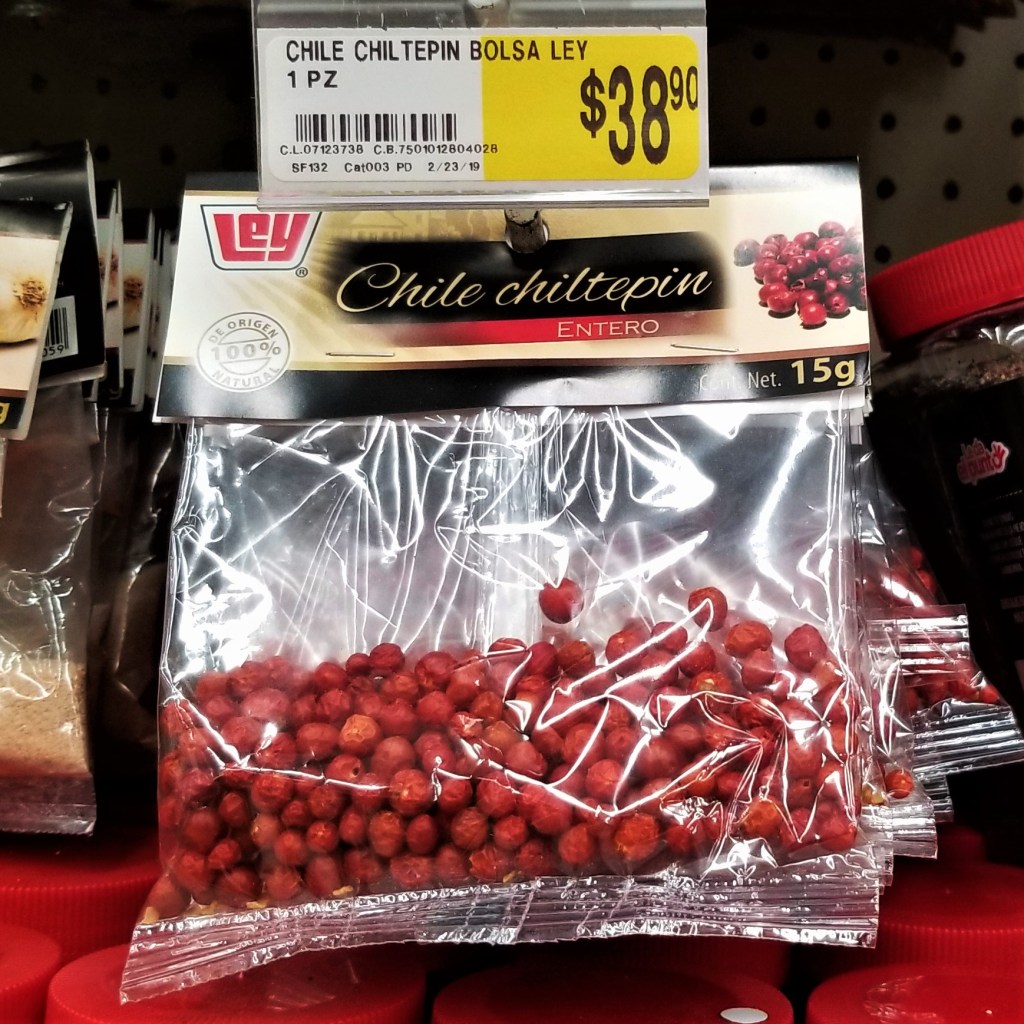 CHILE CHILTEPIN BOLSA LEY
1 PZ
$38.90
C.L.07123738 C.B.7501012804028
SF132 Cat003 PD 2/23/19
LEY
®
Chile chiltepin
ENTERO
DE ORIGEN
100%
NATURAL
Cont. Net. 15g
059
g